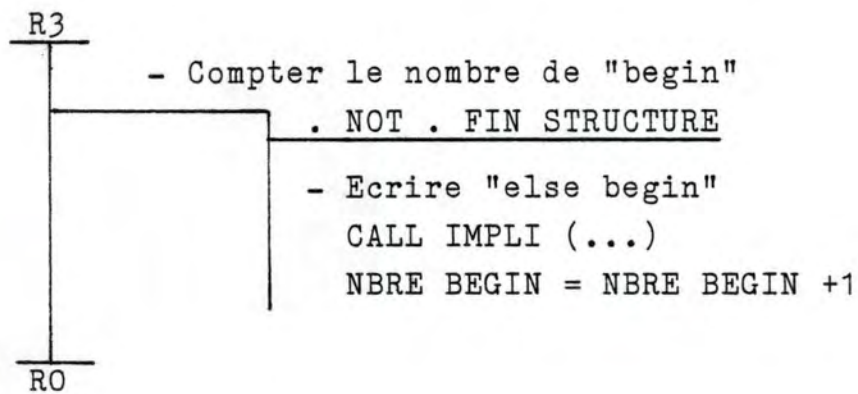 R3
- Compter le nombre de "begin"
. NOT . FIN STRUCTURE
- Ecrire "else begin"
CALL IMPLI (...)
NBRE BEGIN = NBRE BEGIN +1
RO